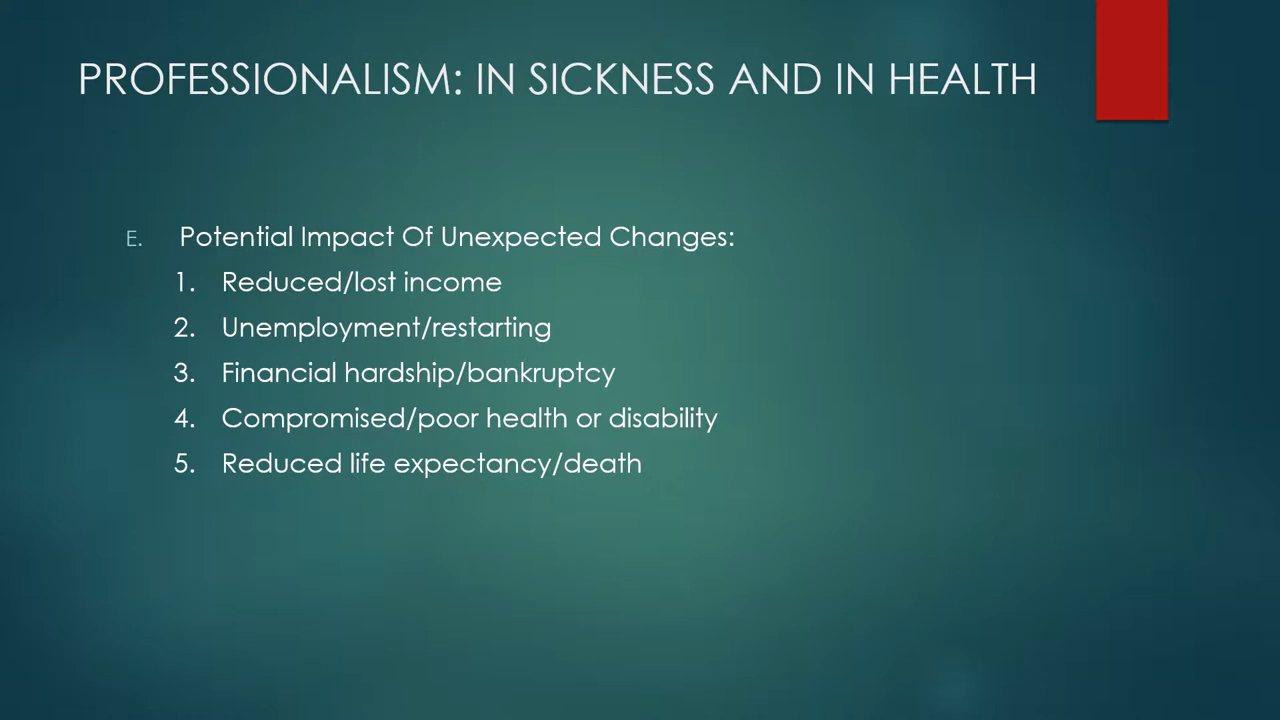 PROFESSIONALISM: IN SICKNESS AND IN HEALTH
E. Potential Impact Of Unexpected Changes:
1. Reduced/lost income
2. Unemployment/restarting
3. Financial hardship/bankruptcy
4. Compromised/poor health or disability
5. Reduced life expectancy/death